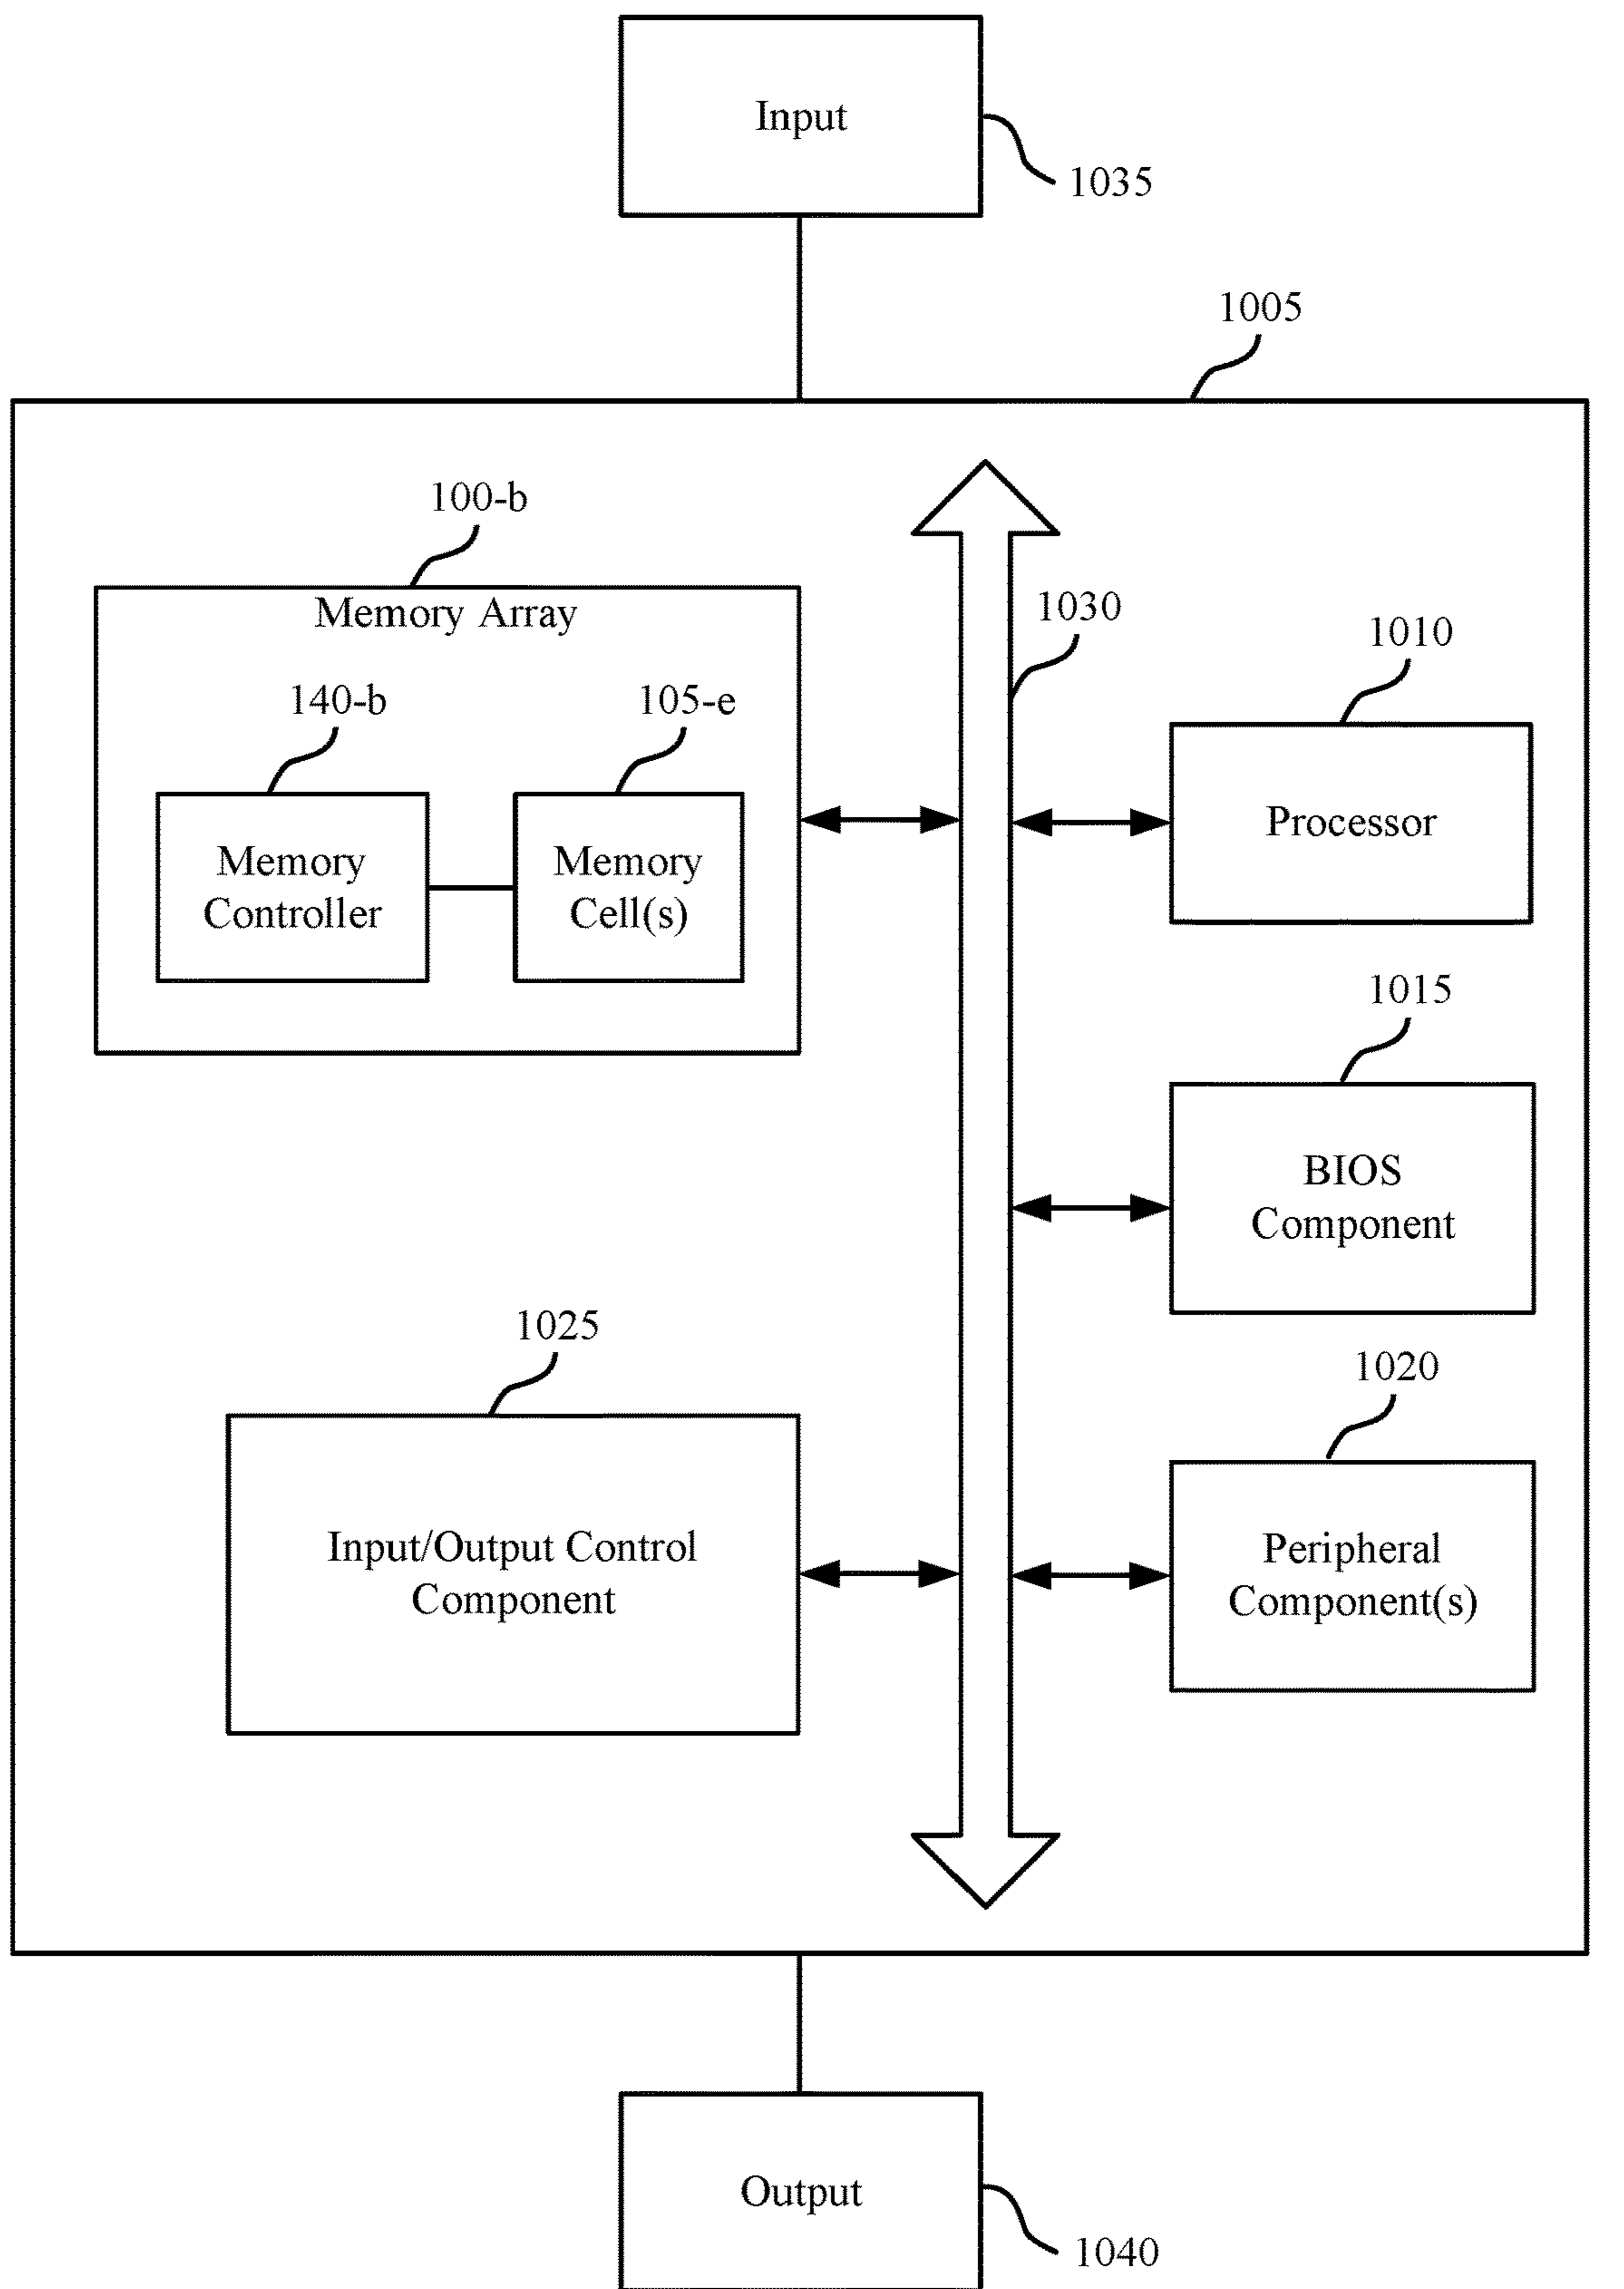 Input
1035
1005
100-b
Memory Array
1030
1010
140-b
105-e
Memory
Controller
Memory
Cell(s)
Processor
1015
BIOS
Component
1025
1020
Input/Output Control
Component
Peripheral
Component(s)
Output
1040